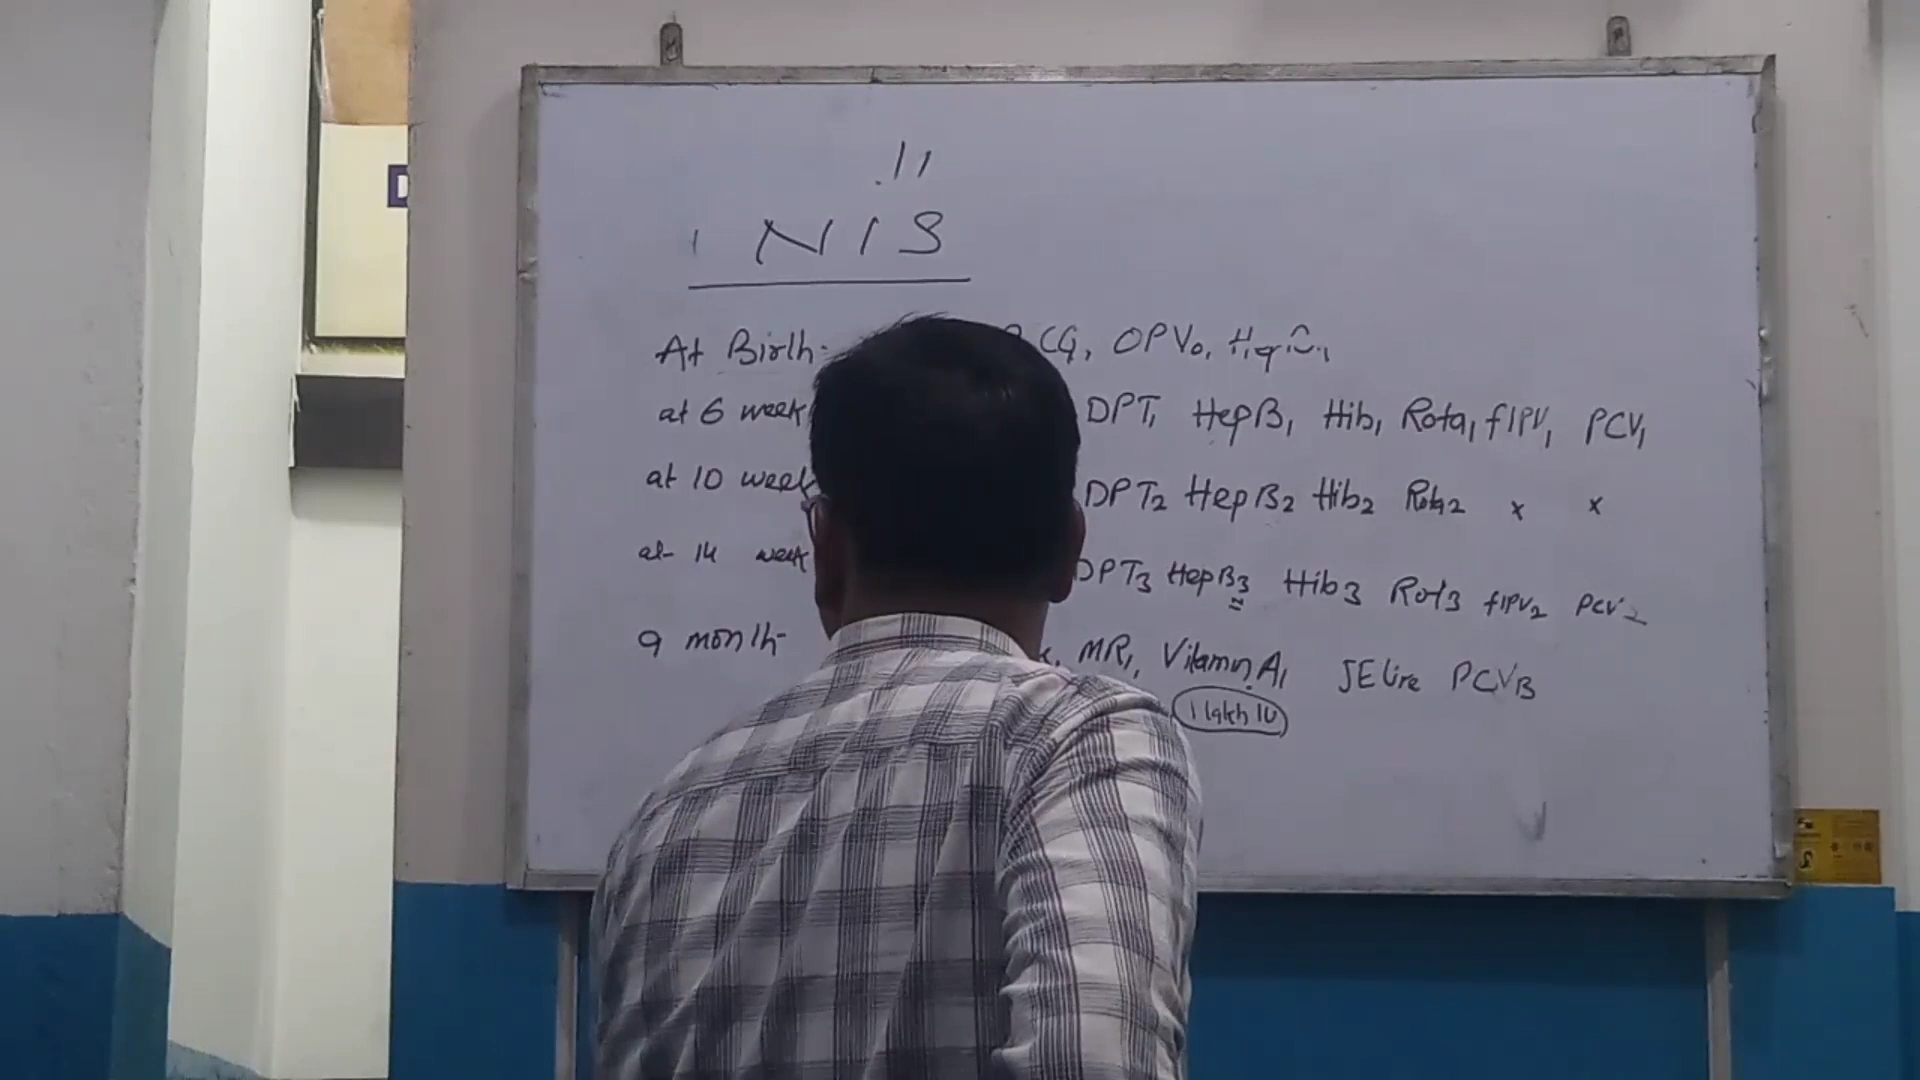 NIS
At Birth: CG, OPV0,
at 6 week DPT1 HepB1 Hib1 Rota1 fIPV1 PCV1
at 10 week DPT2 HepB2 Hib2 Rota2 x x
at 14 week DPT3 HepB3 Hib3 Rot3 fIPV2 PCV2
9 month- MR1, Vitamin A1 JE live PCVB
1 lakh IU
D